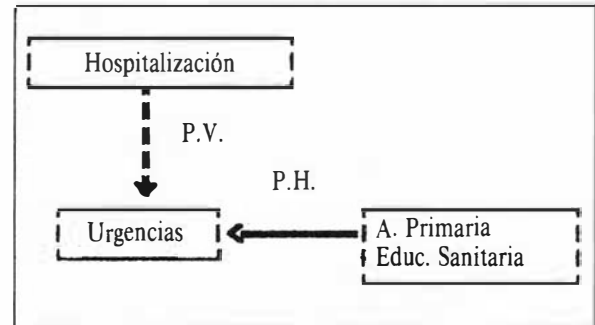 Hospitalización
P.V.
P.H.
Urgencias
A. Primaria
Educ. Sanitaria